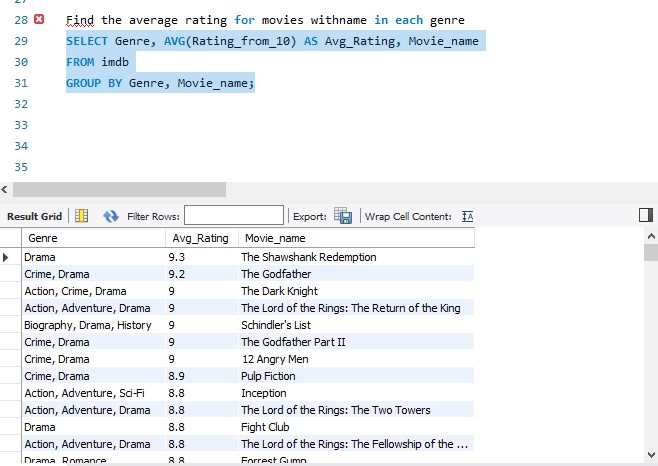 27
28 Find the average rating for movies withname in each genre
29 SELECT Genre, AVG(Rating_from_10) AS Avg_Rating, Movie_name
30 FROM imdb
31 GROUP BY Genre, Movie_name;
32
33
34
35
Result Grid Filter Rows: Export: Wrap Cell Content: IA
Genre Avg_Rating Movie_name
Drama 9.3 The Shawshank Redemption
Crime, Drama 9.2 The Godfather
Action, Crime, Drama 9 The Dark Knight
Action, Adventure, Drama 9 The Lord of the Rings: The Return of the King
Biography, Drama, History 9 Schindler's List
Crime, Drama 9 The Godfather Part II
Crime, Drama 9 12 Angry Men
Crime, Drama 8.9 Pulp Fiction
Action, Adventure, Sci-Fi 8.8 Inception
Action, Adventure, Drama 8.8 The Lord of the Rings: The Two Towers
Drama 8.8 Fight Club
Action, Adventure, Drama 8.8 The Lord of the Rings: The Fellowship of the ...
Drama, Romance 8.8 Forrest Gump